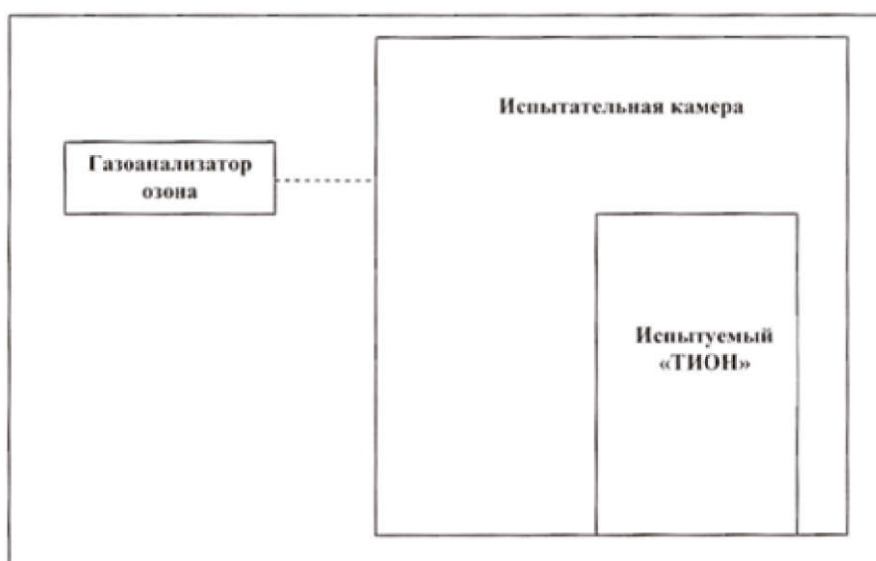 Испытательная камера
Газоанализатор
озона
Испытуемый
«ТИОН»